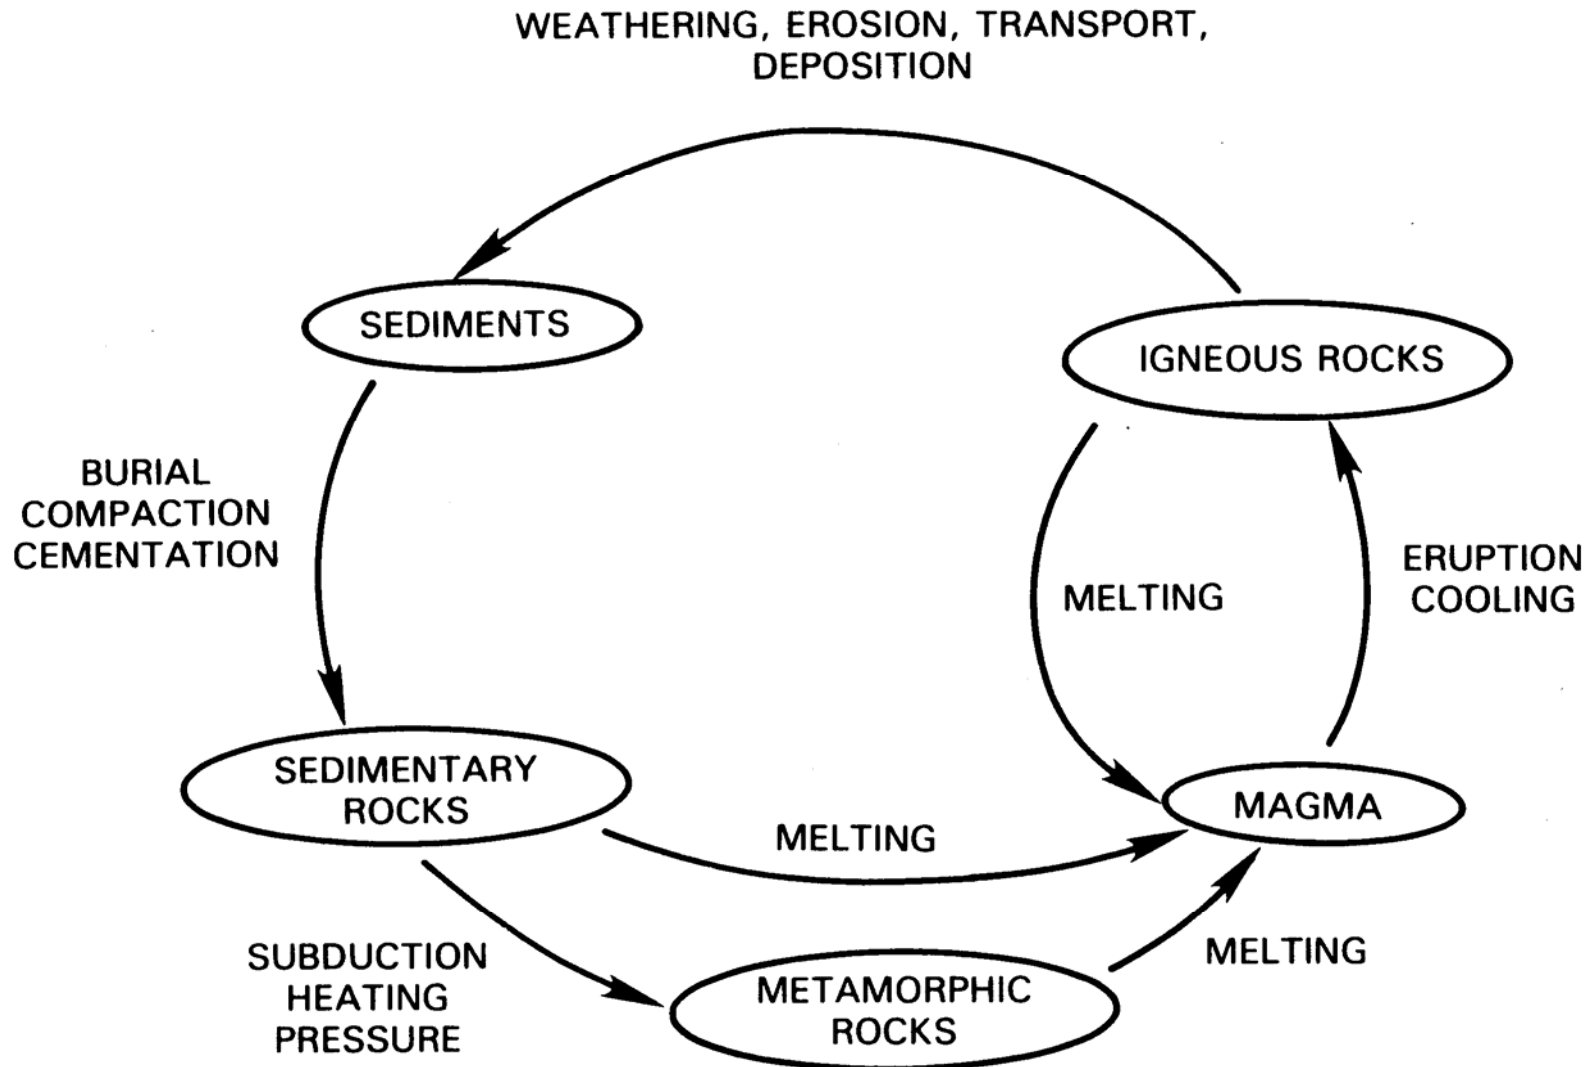 WEATHERING, EROSION, TRANSPORT,
DEPOSITION
SEDIMENTS
IGNEOUS ROCKS
BURIAL
COMPACTION
CEMENTATION
MELTING
ERUPTION
COOLING
SEDIMENTARY
ROCKS
MELTING
MAGMA
SUBDUCTION
HEATING
PRESSURE
METAMORPHIC
ROCKS
MELTING